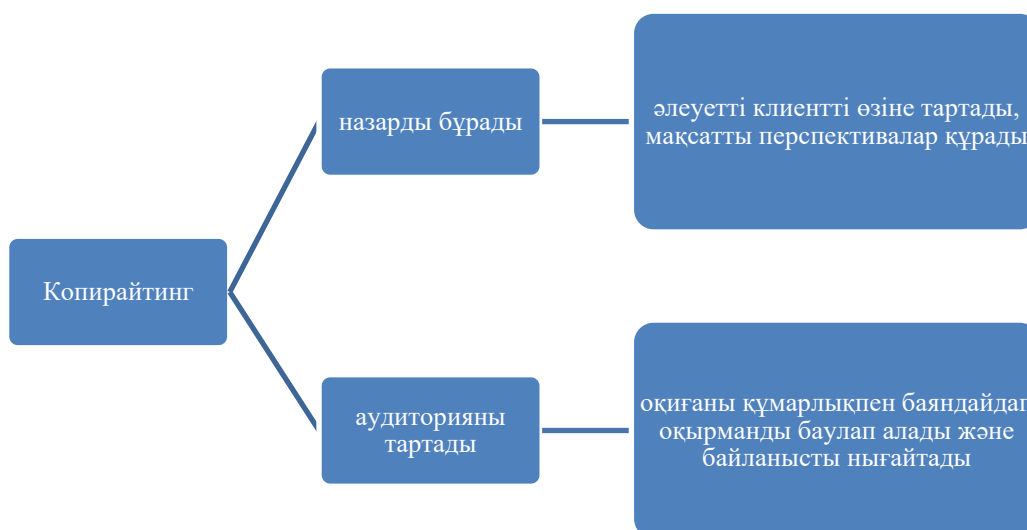 Копирайтинг
назарды бұрады
әлеуетті клиентті өзіне тартады,
мақсатты перспективалар құрады
аудиторияны
тартады
оқиғаны құмарлықпен баяндайдап
оқырманды баулап алады және
байланысты нығайтады